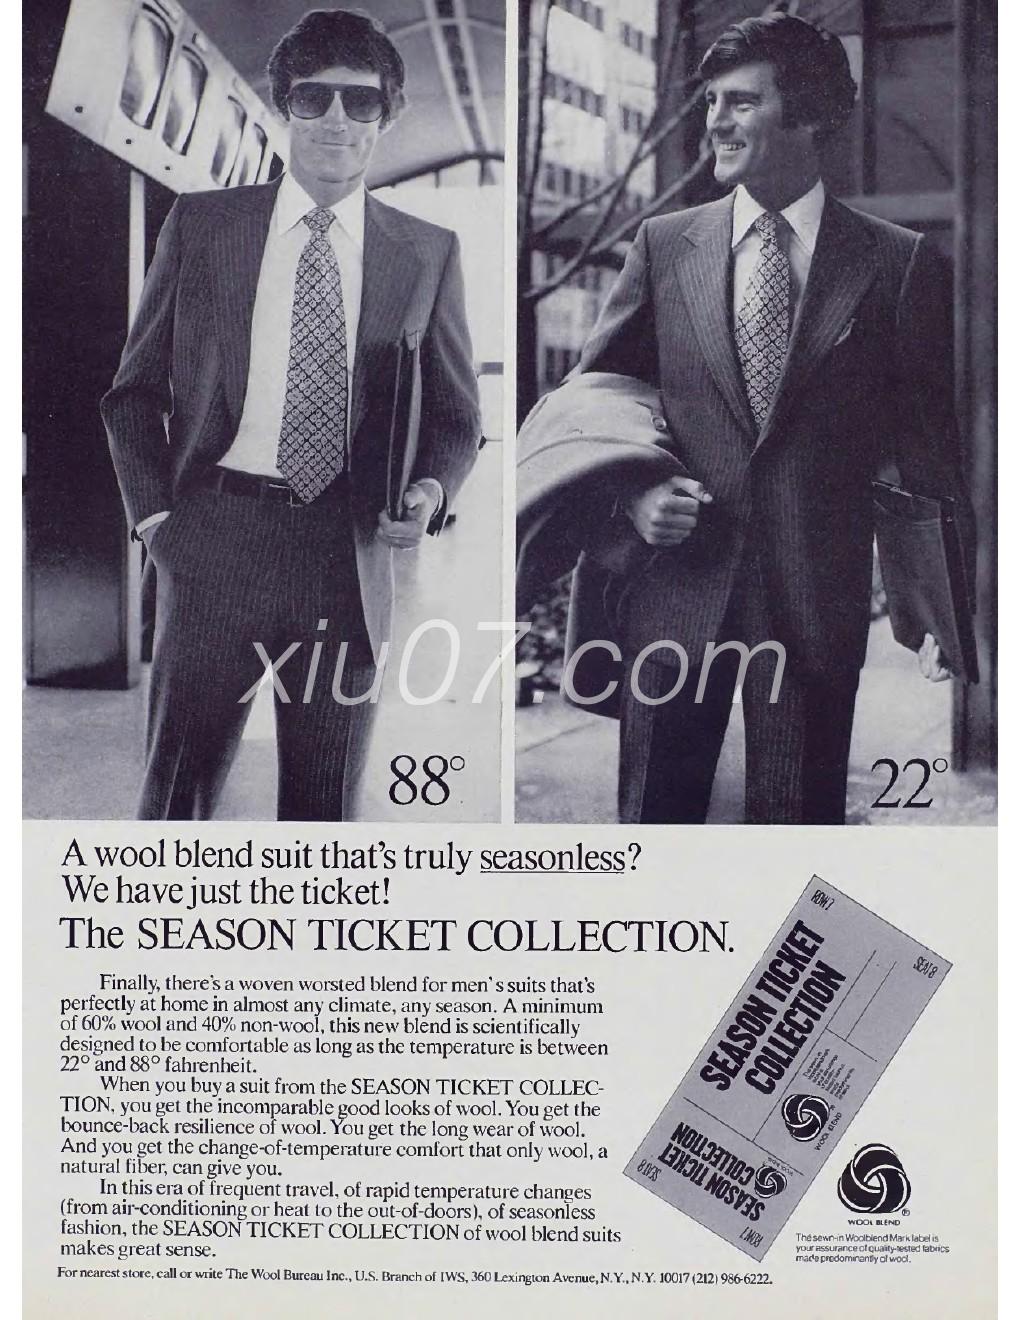 88°
22°
xiu07.com
A wool blend suit that's truly seasonless?
We have just the ticket!
The SEASON TICKET COLLECTION.
Finally, there's a woven worsted blend for men's suits that's
perfectly at home in almost any climate, any season. A minimum
of 60% wool and 40% non-wool, this new blend is scientifically
designed to be comfortable as long as the temperature is between
22° and 88° fahrenheit.
When you buy a suit from the SEASON TICKET COLLEC-
TION, you get the incomparable good looks of wool. You get the
bounce-back resilience of wool. You get the long wear of wool.
And you get the change-of-temperature comfort that only wool, a
natural fiber, can give you.
In this era of frequent travel, of rapid temperature changes
(from air-conditioning or heat to the out-of-doors), of seasonless
fashion, the SEASON TICKET COLLECTION of wool blend suits
makes great sense.
For nearest store, call or write The Wool Bureau Inc., U.S. Branch of IWS, 360 Lexington Avenue, N.Y., N.Y. 10017 (212) 986-6222.
ROW 7
SEAT 8
SEASON TICKET
COLLECTION
WOOL BLEND
SEASON TICKET
COLLECTION
SEAT 8
ROW 7
®
WOOL BLEND
The sewn-in Woolblend Mark label is
your assurance of quality-tested fabrics
made predominantly of wool.